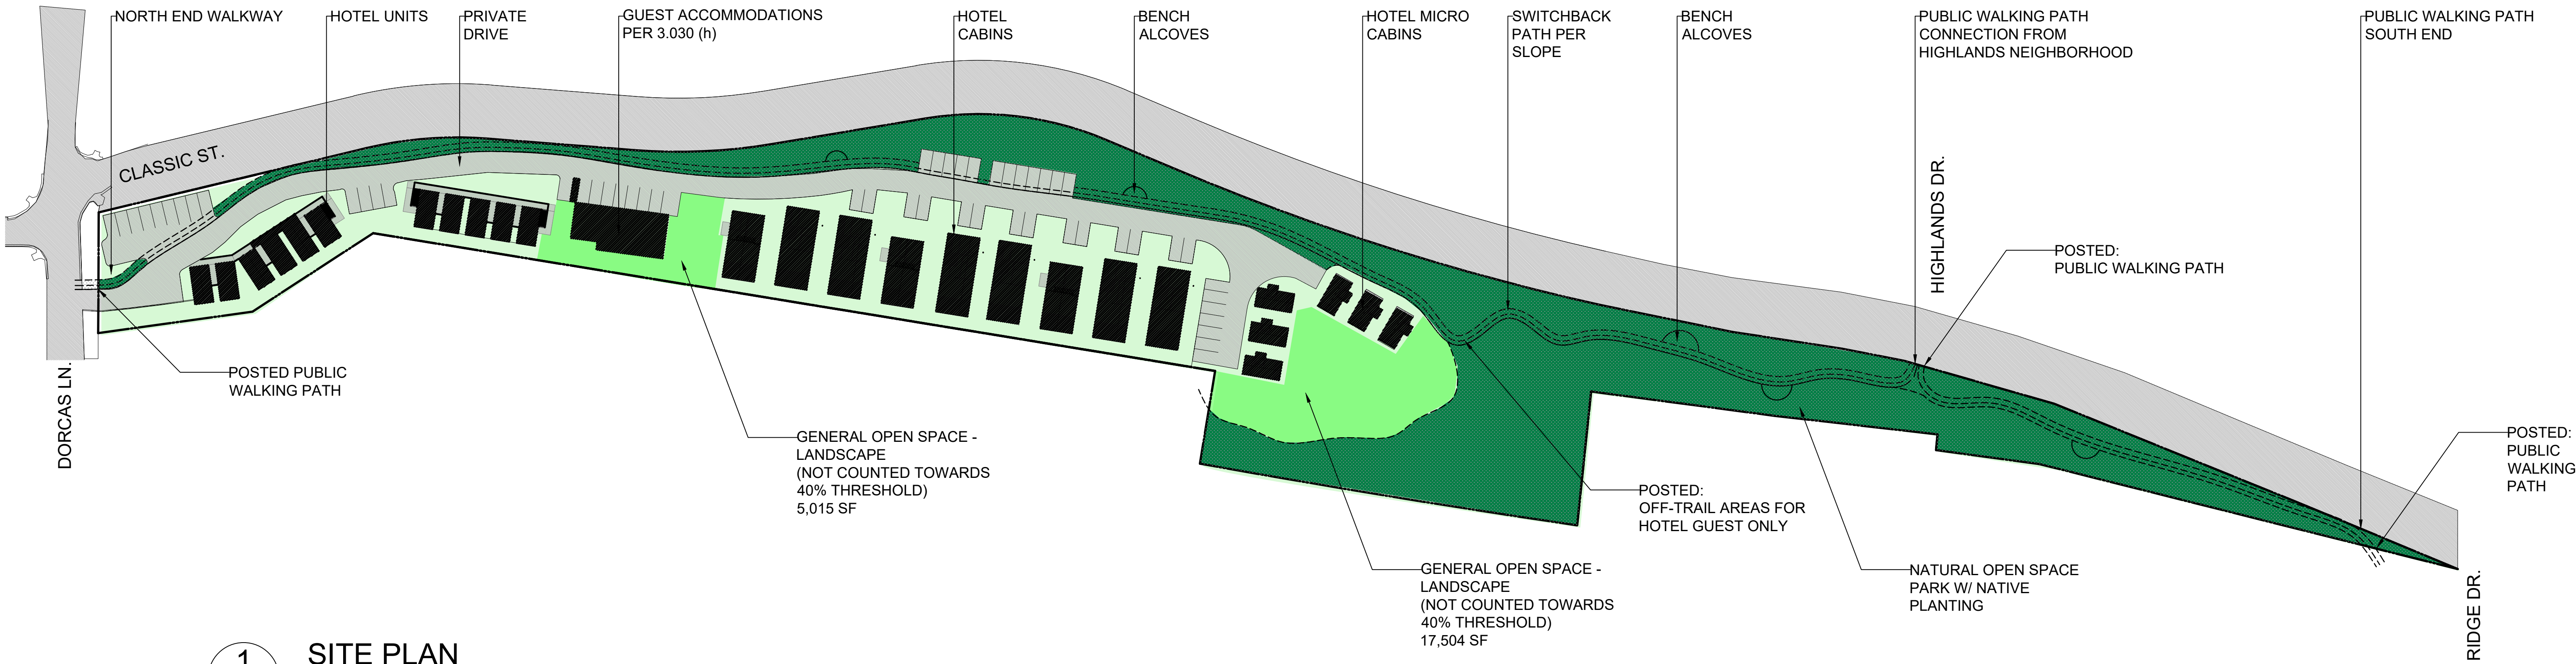 NORTH END WALKWAY
HOTEL UNITS
PRIVATE
DRIVE
GUEST ACCOMMODATIONS
PER 3.030 (h)
HOTEL
CABINS
BENCH
ALCOVES
HOTEL MICRO
CABINS
SWITCHBACK
PATH PER
SLOPE
BENCH
ALCOVES
PUBLIC WALKING PATH
CONNECTION FROM
HIGHLANDS NEIGHBORHOOD
PUBLIC WALKING PATH
SOUTH END
CLASSIC ST.
HIGHLANDS DR.
POSTED:
PUBLIC WALKING PATH
DORCAS LN.
POSTED PUBLIC
WALKING PATH
GENERAL OPEN SPACE -
LANDSCAPE
(NOT COUNTED TOWARDS
40% THRESHOLD)
5,015 SF
POSTED:
OFF-TRAIL AREAS FOR
HOTEL GUEST ONLY
POSTED:
PUBLIC
WALKING
PATH
GENERAL OPEN SPACE -
LANDSCAPE
(NOT COUNTED TOWARDS
40% THRESHOLD)
17,504 SF
NATURAL OPEN SPACE
PARK W/ NATIVE
PLANTING
RIDGE DR.
1
SITE PLAN